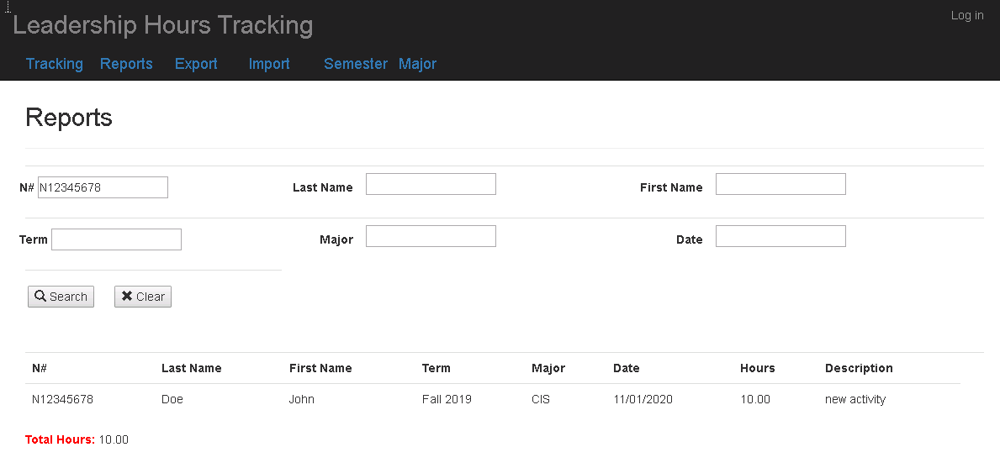 Log in
Leadership Hours Tracking
Tracking Reports Export Import Semester Major
Reports
N# N12345678 Last Name First Name
Term Major Date
Search Clear
N# Last Name First Name Term Major Date Hours Description
N12345678 Doe John Fall 2019 CIS 11/01/2020 10.00 new activity
Total Hours: 10.00